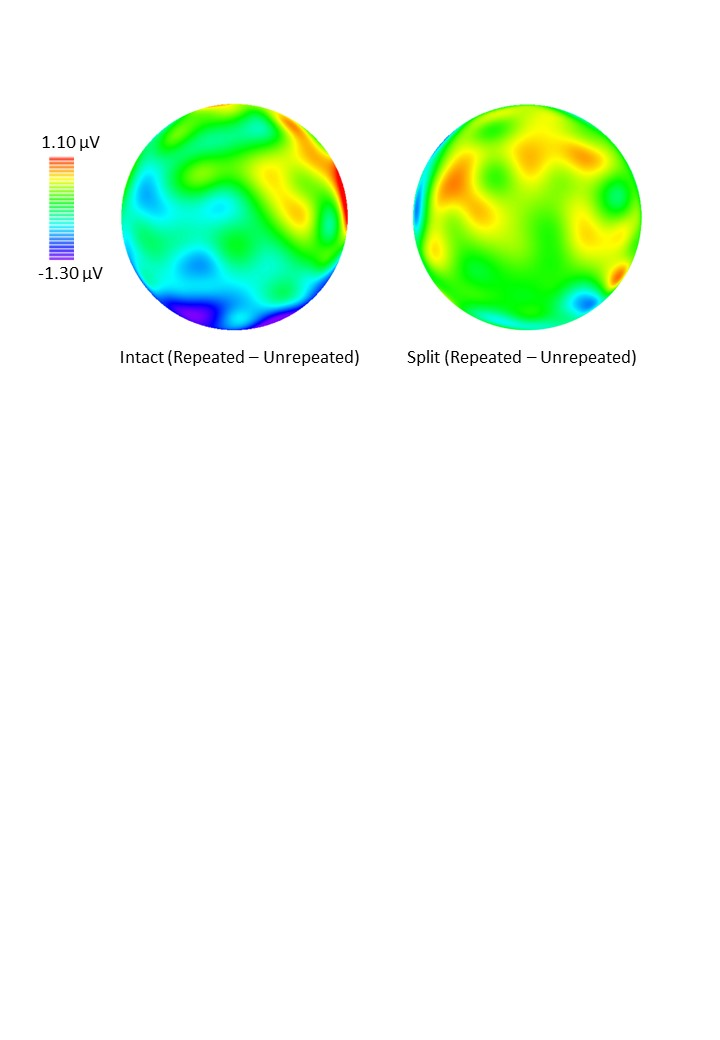 1.10 µV
-1.30 µV
Intact (Repeated – Unrepeated)
Split (Repeated – Unrepeated)